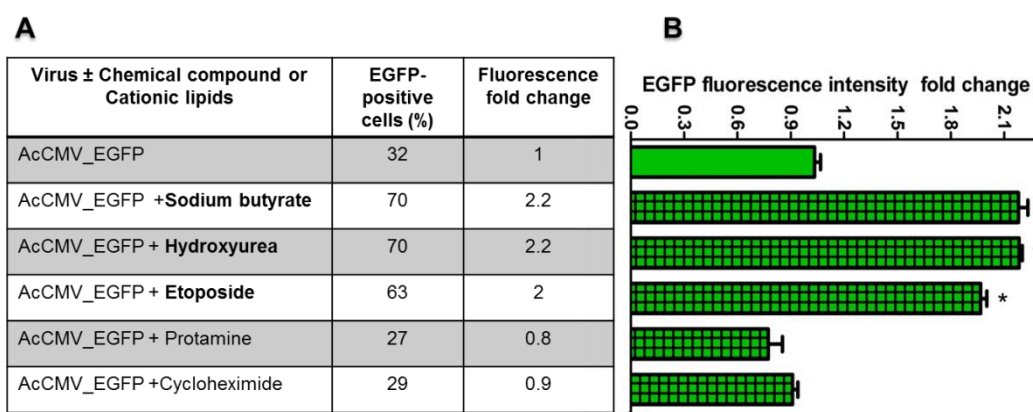 A
B
Virus ± Chemical compound or
Cationic lipids
EGFP-
positive
cells (%)
Fluorescence
fold change
AcCMV_EGFP
32
1
AcCMV_EGFP +Sodium butyrate
70
2.2
AcCMV_EGFP + Hydroxyurea
70
2.2
AcCMV_EGFP + Etoposide
63
2
AcCMV_EGFP + Protamine
27
0.8
AcCMV_EGFP +Cycloheximide
29
0.9
EGFP fluorescence intensity fold change
0.0 0.3 0.6 0.9 1.2 1.5 1.8 2.1
*